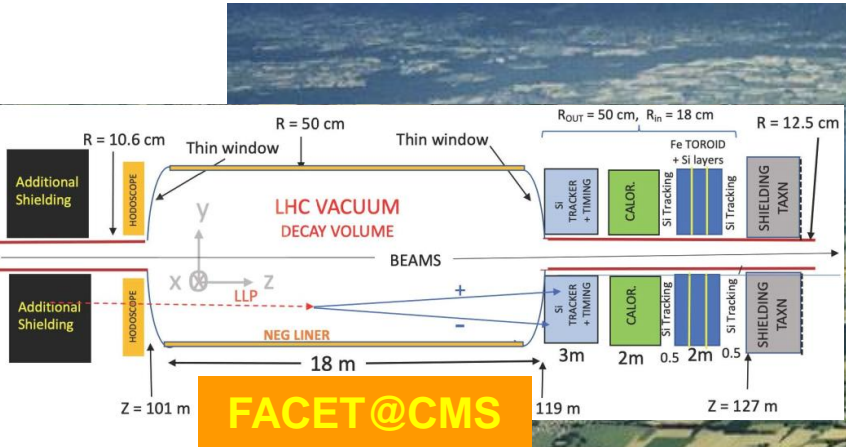 R = 10.6 cm
R = 50 cm
Thin window
Thin window
R_OUT = 50 cm, R_in = 18 cm
R = 12.5 cm
Fe TOROID
+ Si layers
Additional
Shielding
HODOSCOPE
y
LHC VACUUM
DECAY VOLUME
Si
TRACKER
+ TIMING
CALOR.
Si Tracking
Si Tracking
SHIELDING
TAXN
BEAMS
X
Z
LLP
+
-
Additional
Shielding
HODOSCOPE
NEG LINER
Si
TRACKER
+ TIMING
CALOR.
Si Tracking
Si Tracking
SHIELDING
TAXN
18 m
3m
2m
0.5
2m
0.5
Z = 101 m
119 m
Z = 127 m
FACET@CMS